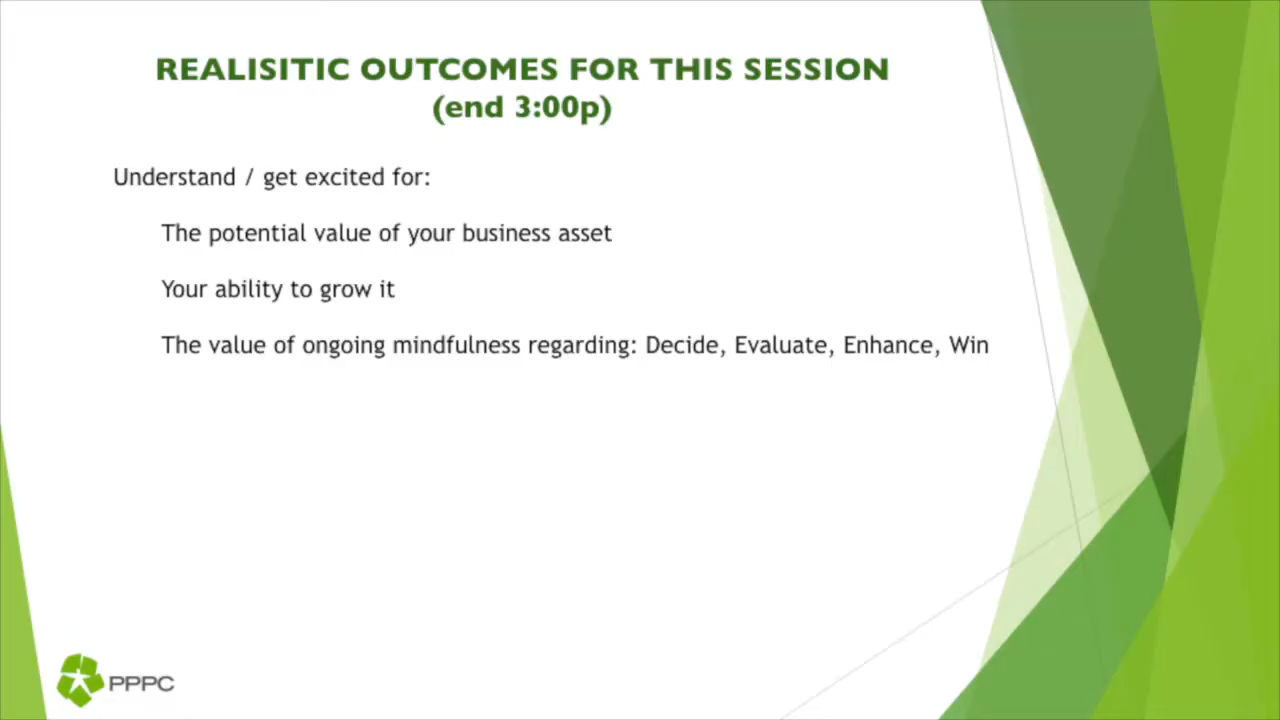 REALISITIC OUTCOMES FOR THIS SESSION
(end 3:00p)
Understand / get excited for:
The potential value of your business asset
Your ability to grow it
The value of ongoing mindfulness regarding: Decide, Evaluate, Enhance, Win
PPPC